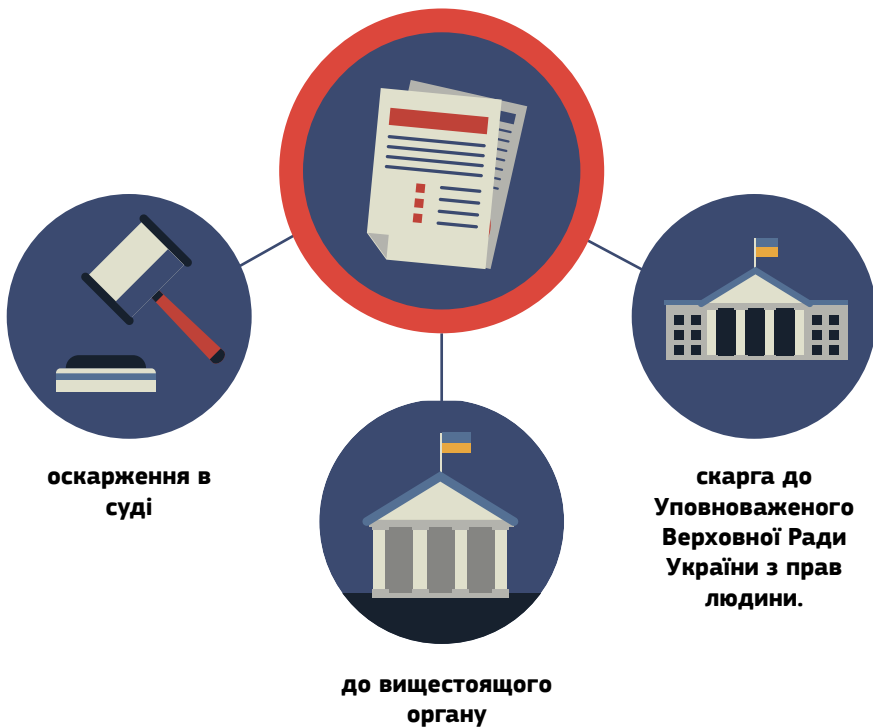 оскарження в
суді
скарга до
Уповноваженого
Верховної Ради
України з прав
людини.
до вищестоящого
органу